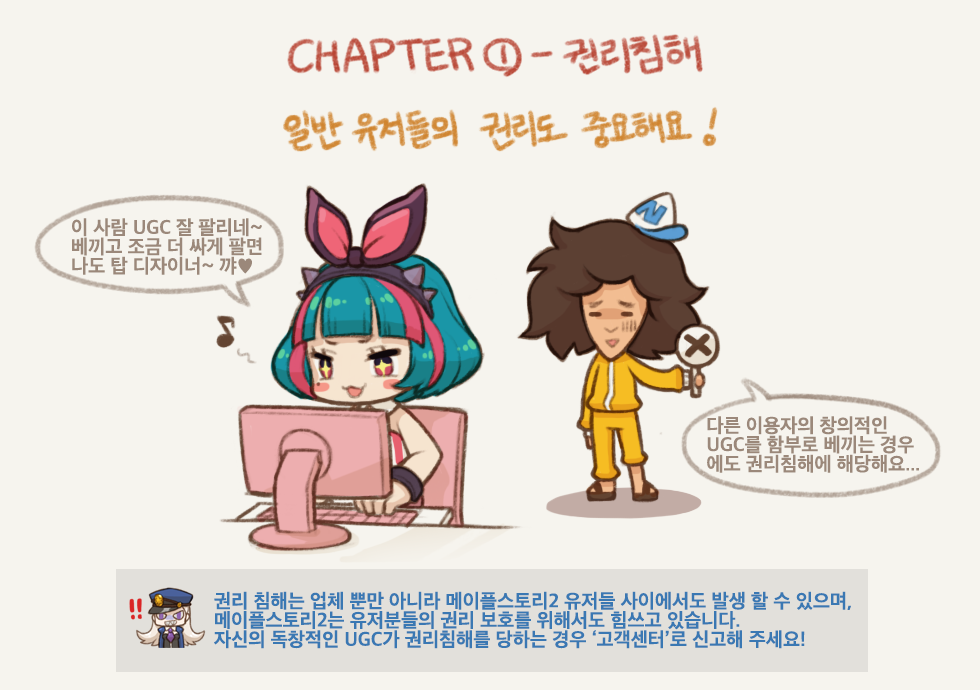 CHAPTER ① - 권리침해
일반 유저들의 권리도 중요해요!
이 사람 UGC 잘 팔리네~
베끼고 조금 더 싸게 팔면
나도 탑 디자이너~ 꺄♥
N
다른 이용자의 창의적인
UGC를 함부로 베끼는 경우
에도 권리침해에 해당해요...
!! 권리 침해는 업체 뿐만 아니라 메이플스토리2 유저들 사이에서도 발생 할 수 있으며,
메이플스토리2는 유저분들의 권리 보호를 위해서도 힘쓰고 있습니다.
자신의 독창적인 UGC가 권리침해를 당하는 경우 ‘고객센터’로 신고해 주세요!